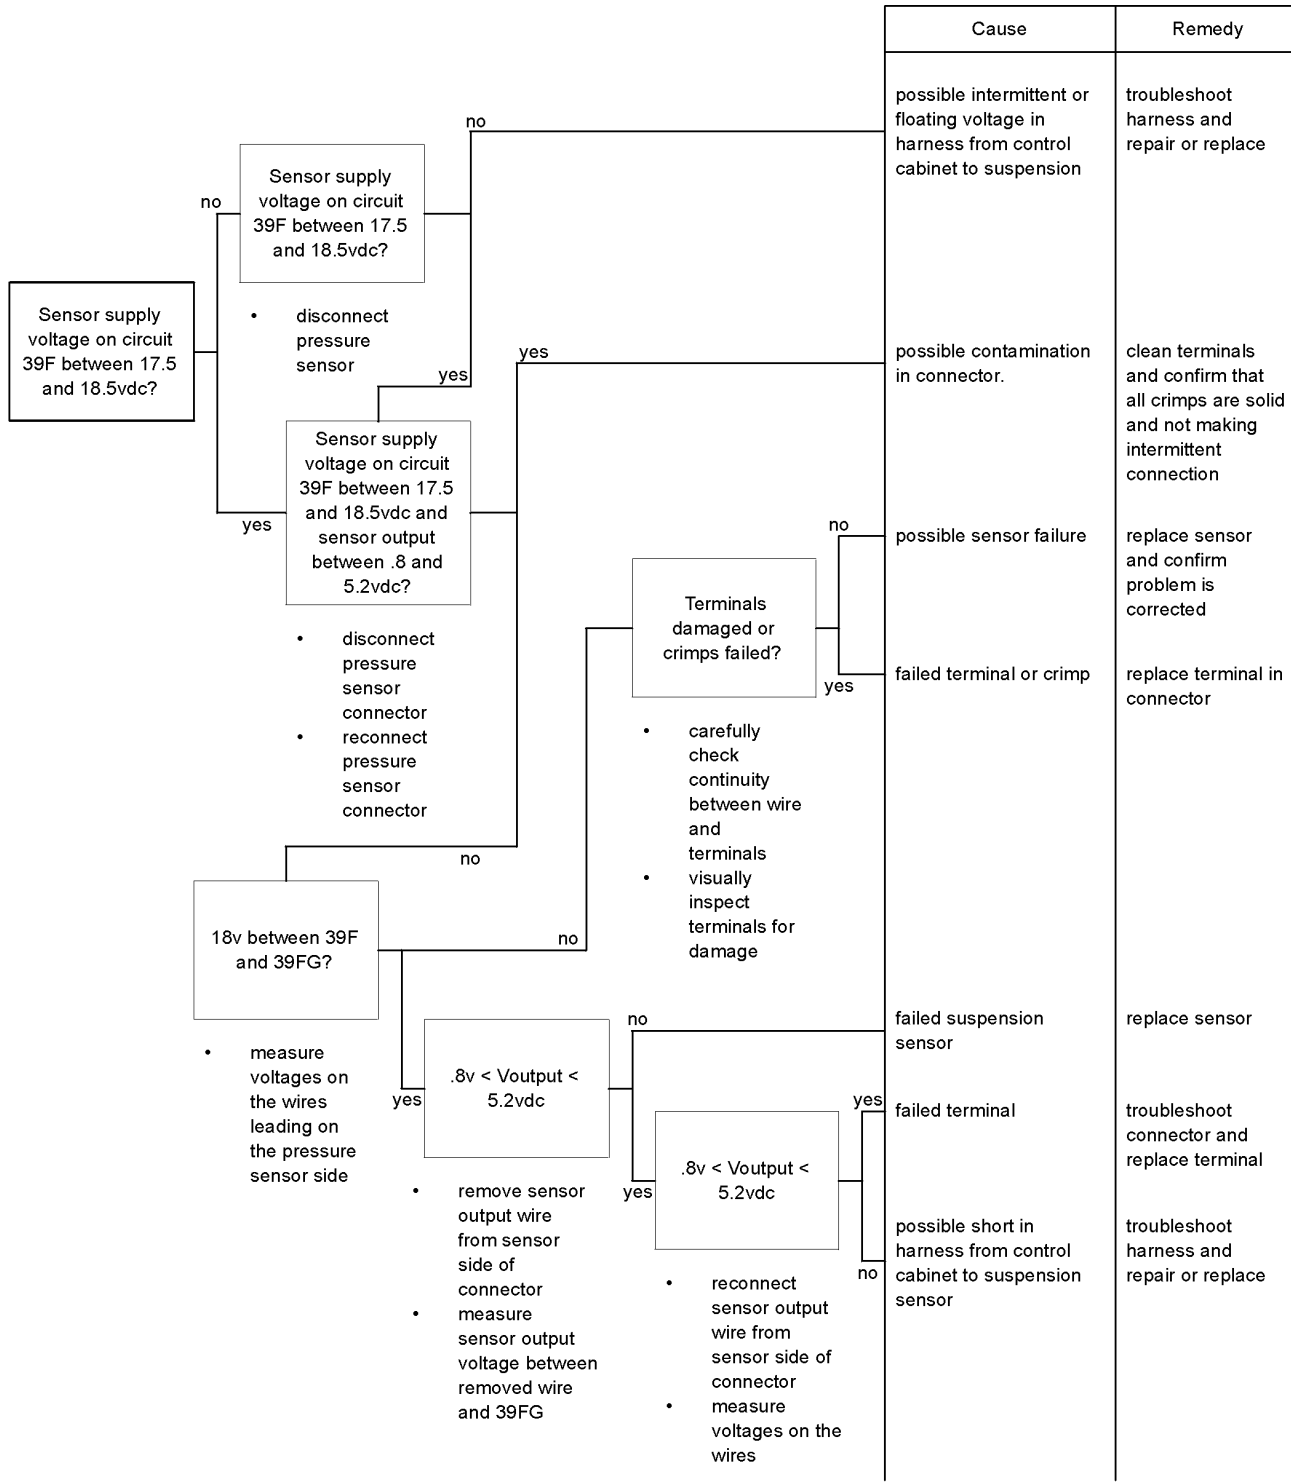 Cause
Remedy
possible intermittent or
floating voltage in
harness from control
cabinet to suspension
troubleshoot
harness and
repair or replace
no
Sensor supply
voltage on circuit
39F between 17.5
and 18.5vdc?
no
• disconnect
pressure
sensor
Sensor supply
voltage on circuit
39F between 17.5
and 18.5vdc?
yes
yes
possible contamination
in connector.
clean terminals
and confirm that
all crimps are solid
and not making
intermittent
connection
yes
Sensor supply
voltage on circuit
39F between 17.5
and 18.5vdc and
sensor output
between .8 and
5.2vdc?
• disconnect
pressure
sensor
connector
• reconnect
pressure
sensor
connector
no
possible sensor failure
replace sensor
and confirm
problem is
corrected
Terminals
damaged or
crimps failed?
yes
failed terminal or crimp
replace terminal in
connector
• carefully
check
continuity
between wire
and
terminals
• visually
inspect
terminals for
damage
no
18v between 39F
and 39FG?
no
• measure
voltages on
the wires
leading on
the pressure
sensor side
yes
.8v < Voutput <
5.2vdc
no
failed suspension
sensor
replace sensor
• remove sensor
output wire
from sensor
side of
connector
• measure
sensor output
voltage between
removed wire
and 39FG
yes
.8v < Voutput <
5.2vdc
yes
failed terminal
troubleshoot
connector and
replace terminal
no
possible short in
harness from control
cabinet to suspension
sensor
troubleshoot
harness and
repair or replace
• reconnect
sensor output
wire from
sensor side of
connector
• measure
voltages on the
wires